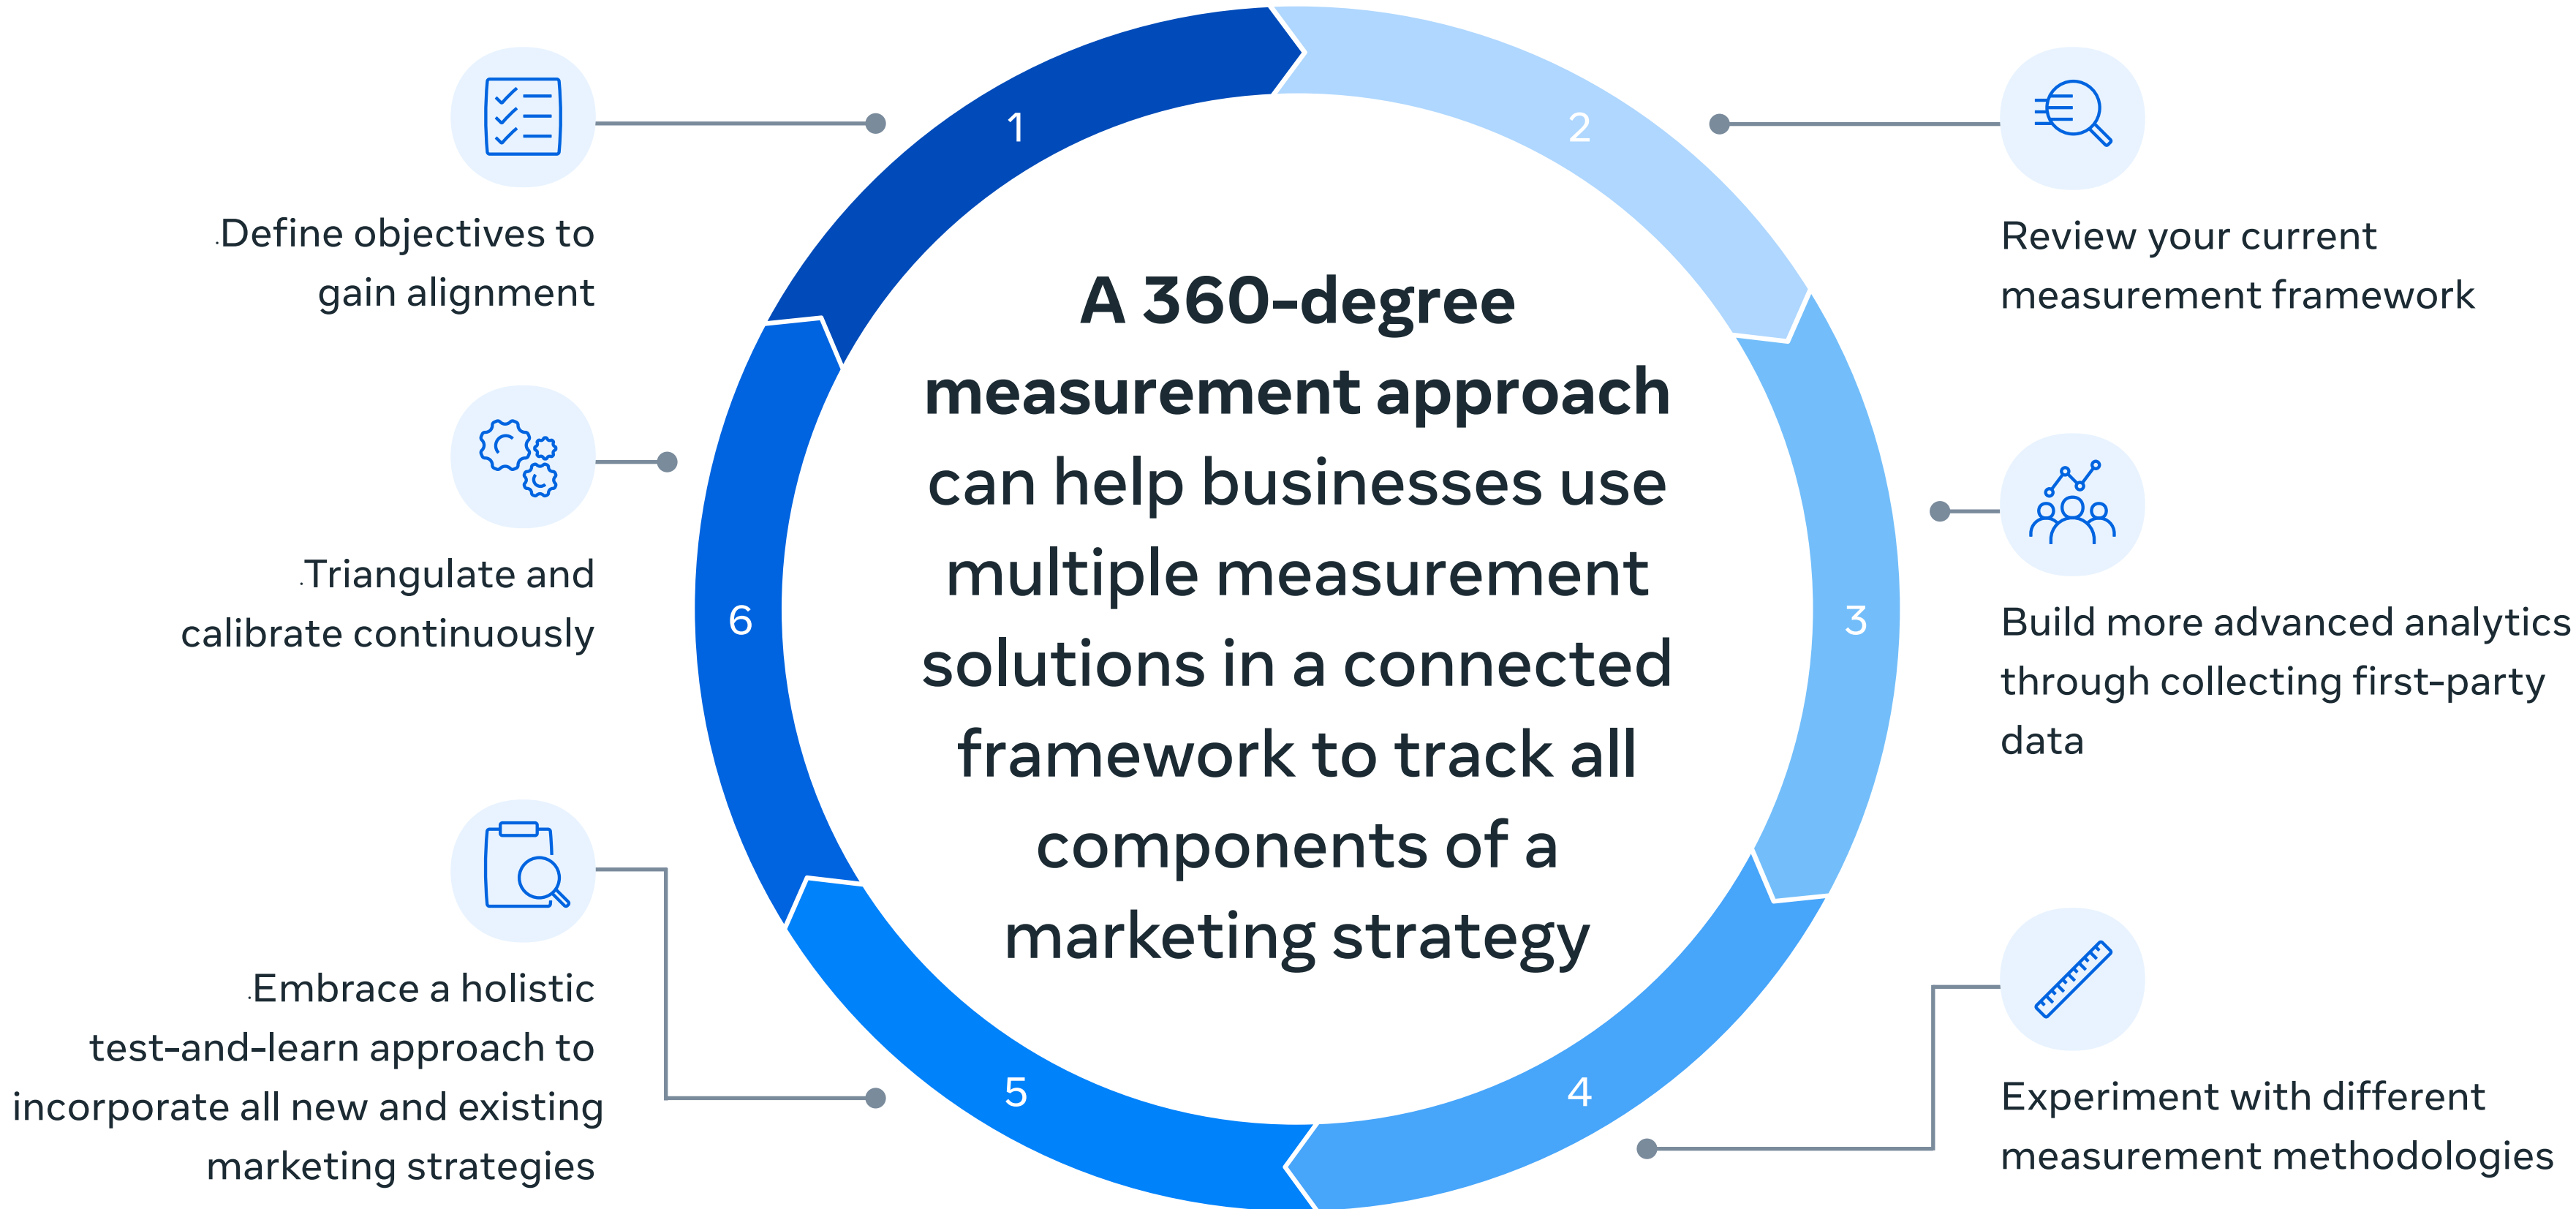 1
.Define objectives to
gain alignment
2
Review your current
measurement framework
3
Build more advanced analytics
through collecting first-party
data
4
Experiment with different
measurement methodologies
5
.Embrace a holistic
test-and-learn approach to
incorporate all new and existing
marketing strategies
6
.Triangulate and
calibrate continuously
A 360-degree
measurement approach
can help businesses use
multiple measurement
solutions in a connected
framework to track all
components of a
marketing strategy